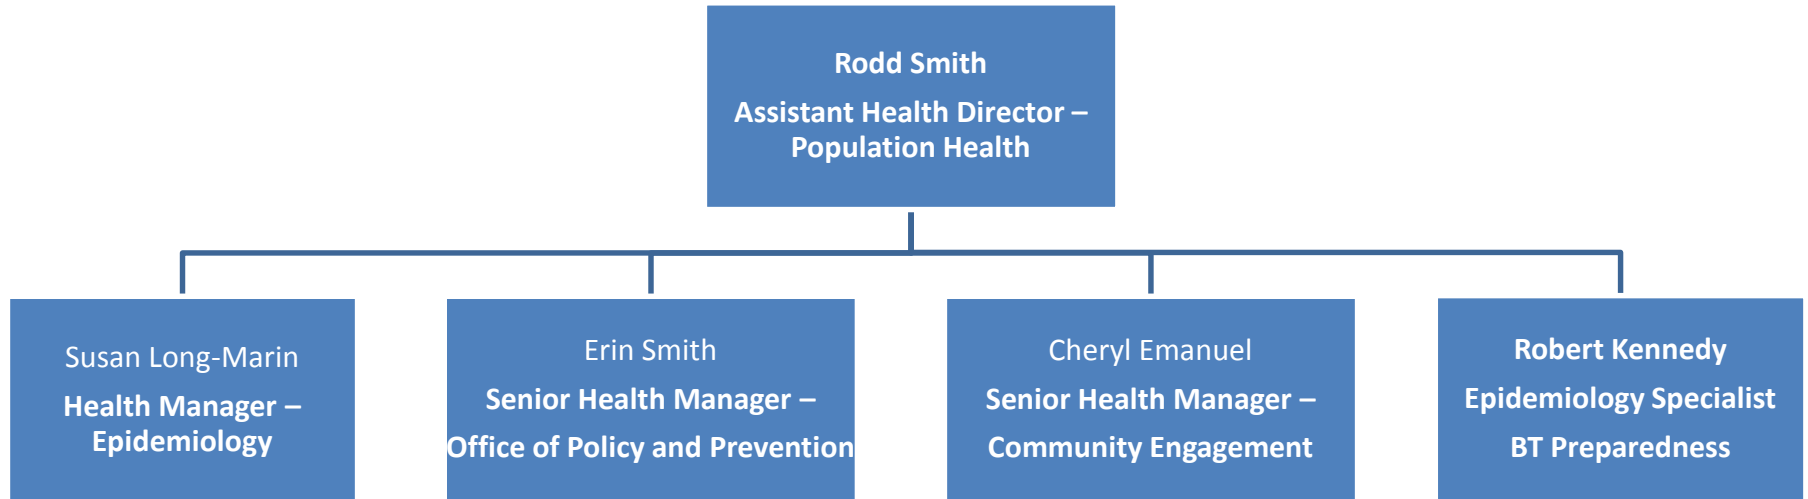 Rodd Smith
Assistant Health Director –
Population Health
Susan Long-Marin
Health Manager –
Epidemiology
Erin Smith
Senior Health Manager –
Office of Policy and Prevention
Cheryl Emanuel
Senior Health Manager –
Community Engagement
Robert Kennedy
Epidemiology Specialist
BT Preparedness